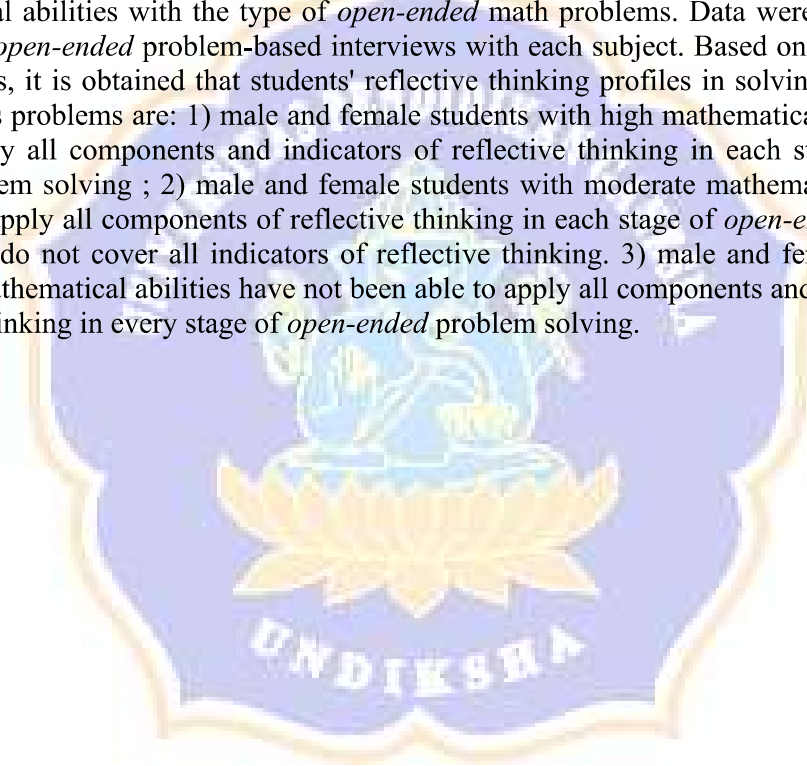 al abilities with the type of open-ended math problems. Data were
open-ended problem-based interviews with each subject. Based on
s, it is obtained that students' reflective thinking profiles in solvin
s problems are: 1) male and female students with high mathematica
y all components and indicators of reflective thinking in each s
em solving ; 2) male and female students with moderate mathema
pply all components of reflective thinking in each stage of open-e
do not cover all indicators of reflective thinking. 3) male and fe
athematical abilities have not been able to apply all components and
inking in every stage of open-ended problem solving.
UNDIKSHA